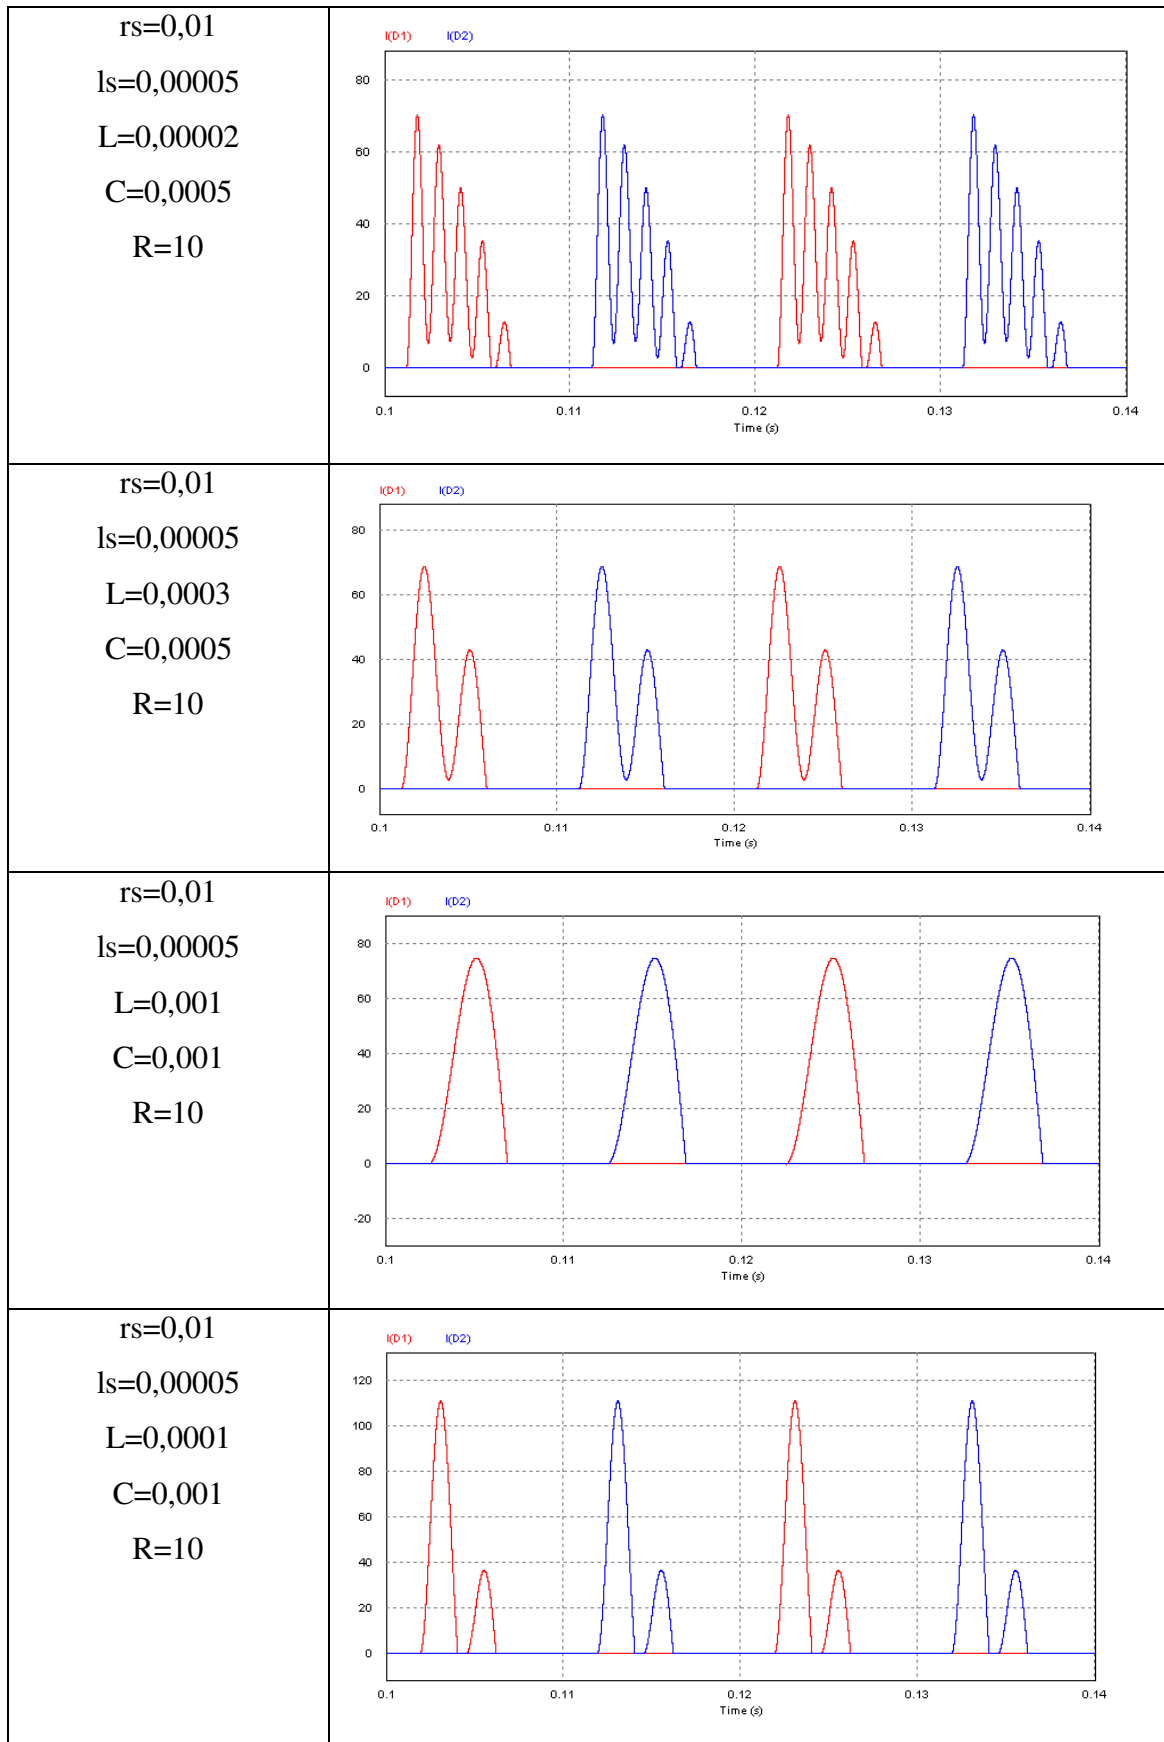 rs=0,01
ls=0,00005
L=0,00002
C=0,0005
R=10
I(D1) I(D2)
80
60
40
20
0
0.1 0.11 0.12 0.13 0.14
Time (s)
rs=0,01
ls=0,00005
L=0,0003
C=0,0005
R=10
I(D1) I(D2)
80
60
40
20
0
0.1 0.11 0.12 0.13 0.14
Time (s)
rs=0,01
ls=0,00005
L=0,001
C=0,001
R=10
I(D1) I(D2)
80
60
40
20
0
-20
0.1 0.11 0.12 0.13 0.14
Time (s)
rs=0,01
ls=0,00005
L=0,0001
C=0,001
R=10
I(D1) I(D2)
120
100
80
60
40
20
0
0.1 0.11 0.12 0.13 0.14
Time (s)